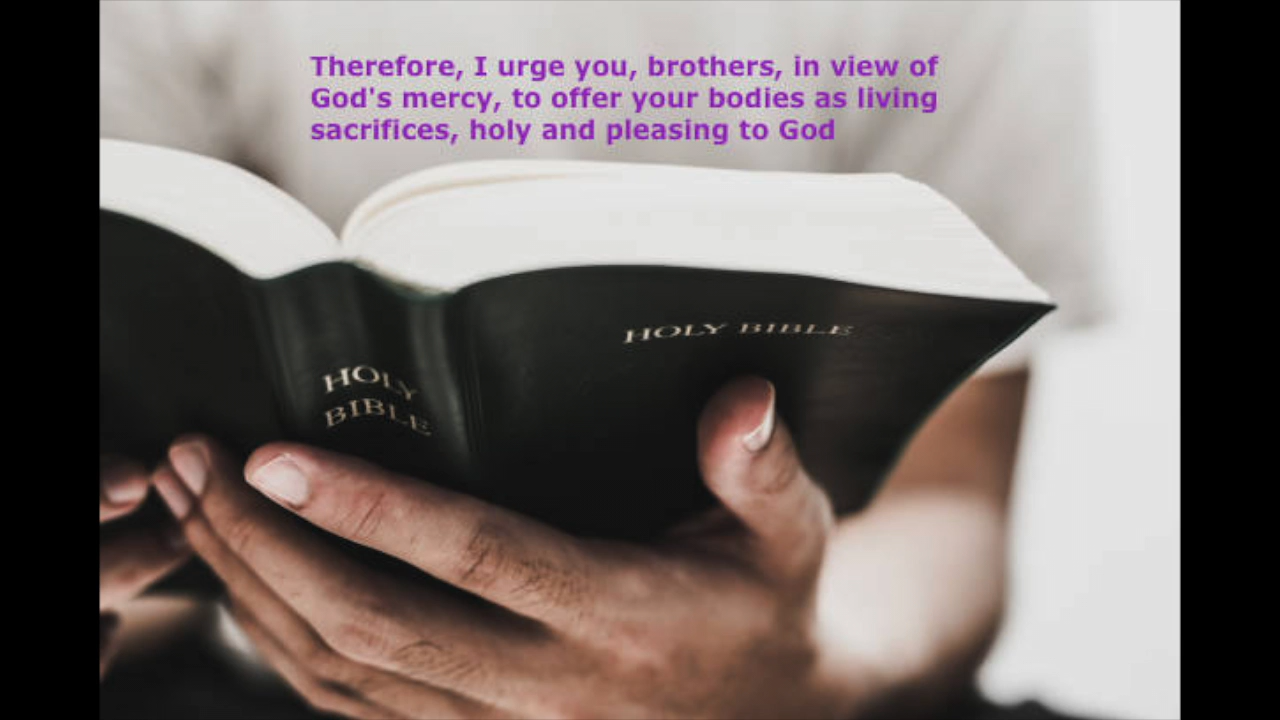 Therefore, I urge you, brothers, in view of
God's mercy, to offer your bodies as living
sacrifices, holy and pleasing to God
HOLY BIBLE
HOLY
BIBLE